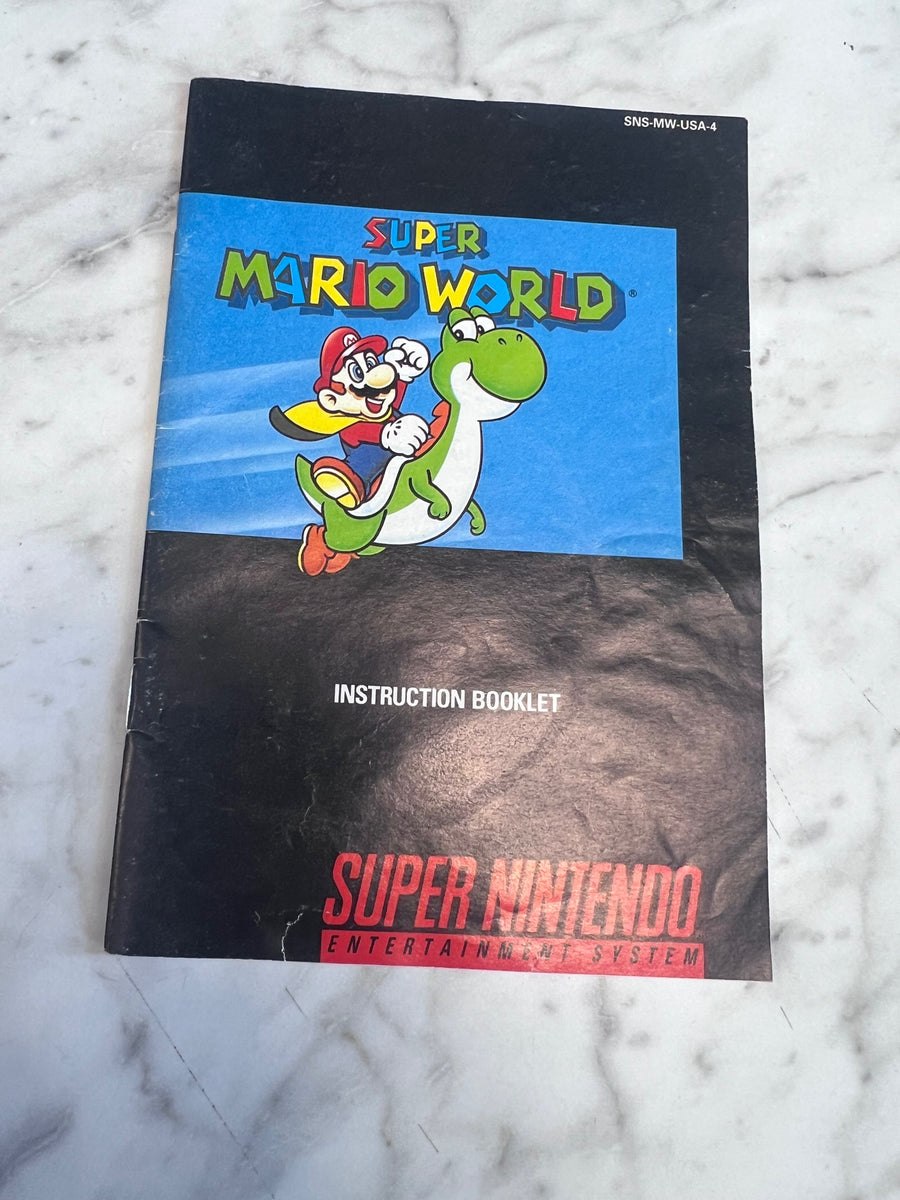 SNS-MW-USA-4
SUPER
MARIO WORLD®
M
INSTRUCTION BOOKLET
SUPER NINTENDO
ENTERTAINMENT SYSTEM